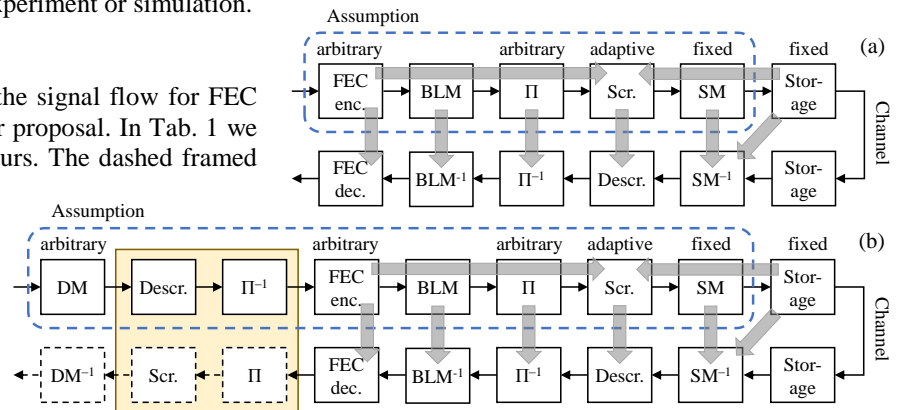 xperiment or simulation.
the signal flow for FEC
r proposal. In Tab. 1 we
urs. The dashed framed
Assumption
arbitrary arbitrary adaptive fixed fixed (a)
FEC enc. BLM Π Scr. SM Stor-age
Channel
FEC dec. BLM-1 Π−1 Descr. SM-1 Stor-age
Assumption
arbitrary arbitrary arbitrary adaptive fixed fixed (b)
DM Descr. Π−1 FEC enc. BLM Π Scr. SM Stor-age
Channel
DM-1 Scr. Π FEC dec. BLM-1 Π−1 Descr. SM-1 Stor-age